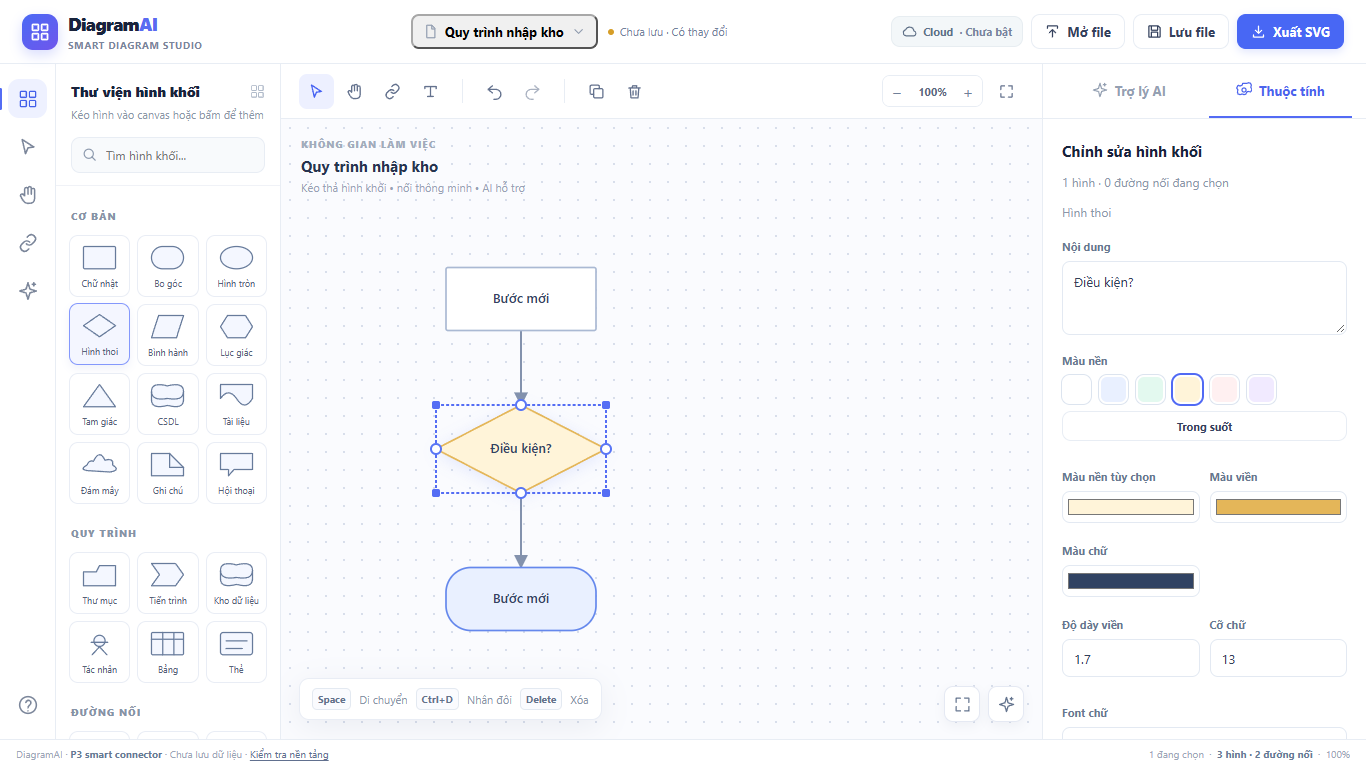 DiagramAI
SMART DIAGRAM STUDIO
Quy trình nhập kho
Chưa lưu · Có thay đổi
Cloud · Chưa bật
Mở file
Lưu file
Xuất SVG
Thư viện hình khối
Kéo hình vào canvas hoặc bấm để thêm
Tìm hình khối...
CƠ BẢN
Chữ nhật
Bo góc
Hình tròn
Hình thoi
Bình hành
Lục giác
Tam giác
CSDL
Tài liệu
Đám mây
Ghi chú
Hội thoại
QUY TRÌNH
Thư mục
Tiến trình
Kho dữ liệu
Tác nhân
Bảng
Thẻ
ĐƯỜNG NỐI
100%
KHÔNG GIAN LÀM VIỆC
Quy trình nhập kho
Kéo thả hình khối • nối thông minh • AI hỗ trợ
Bước mới
Điều kiện?
Bước mới
Space Di chuyển Ctrl+D Nhân đôi Delete Xóa
Trợ lý AI
Thuộc tính
Chỉnh sửa hình khối
1 hình · 0 đường nối đang chọn
Hình thoi
Nội dung
Điều kiện?
Màu nền
Trong suốt
Màu nền tùy chọn
Màu viền
Màu chữ
Độ dày viền
Cỡ chữ
1.7
13
Font chữ
DiagramAI · P3 smart connector · Chưa lưu dữ liệu · Kiểm tra nền tảng
1 đang chọn · 3 hình · 2 đường nối · 100%